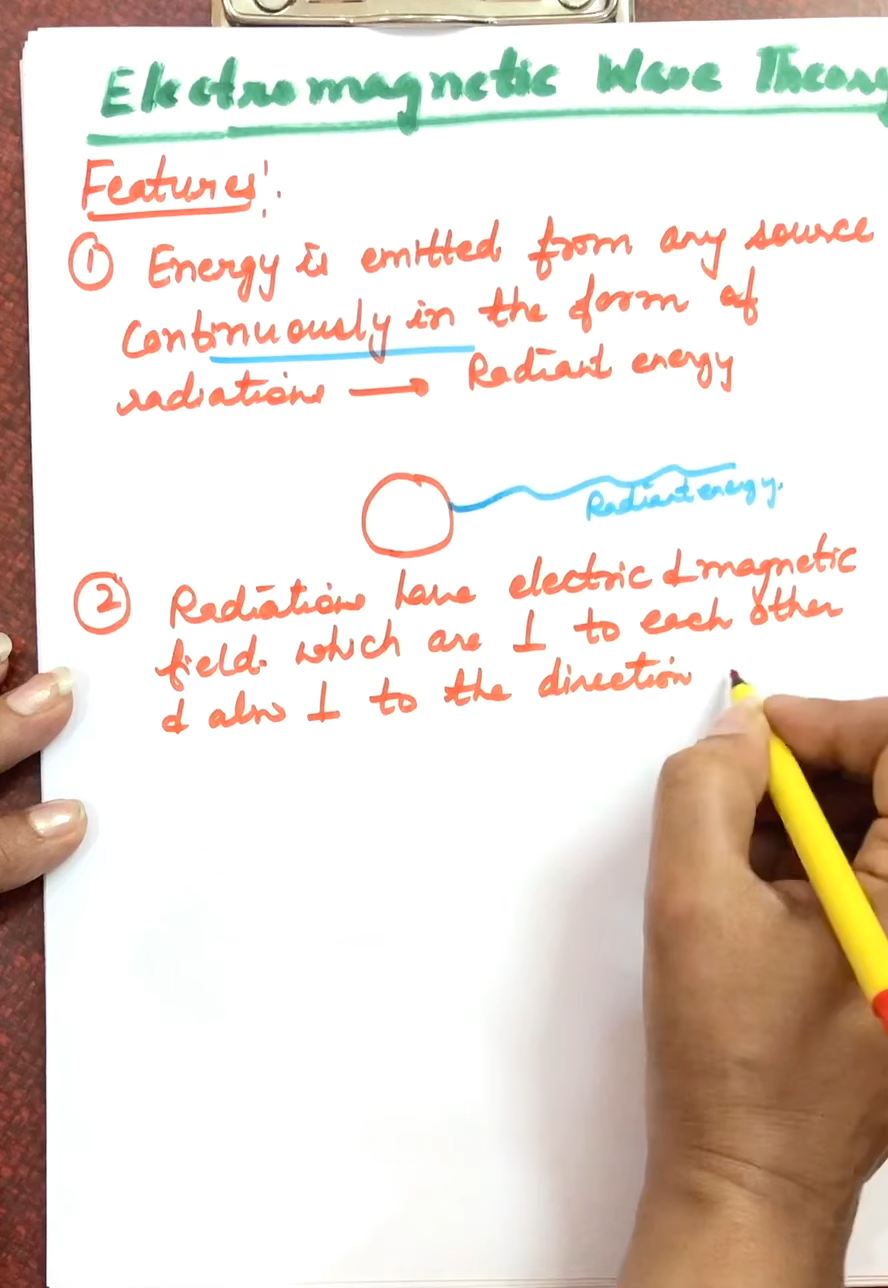 Electromagnetic Wave Theory
Features:
① Energy is emitted from any source
continuously in the form of
radiations → Radiant energy
Radiant energy.
② Radiations have electric & magnetic
field. which are ⊥ to each other
& also ⊥ to the direction